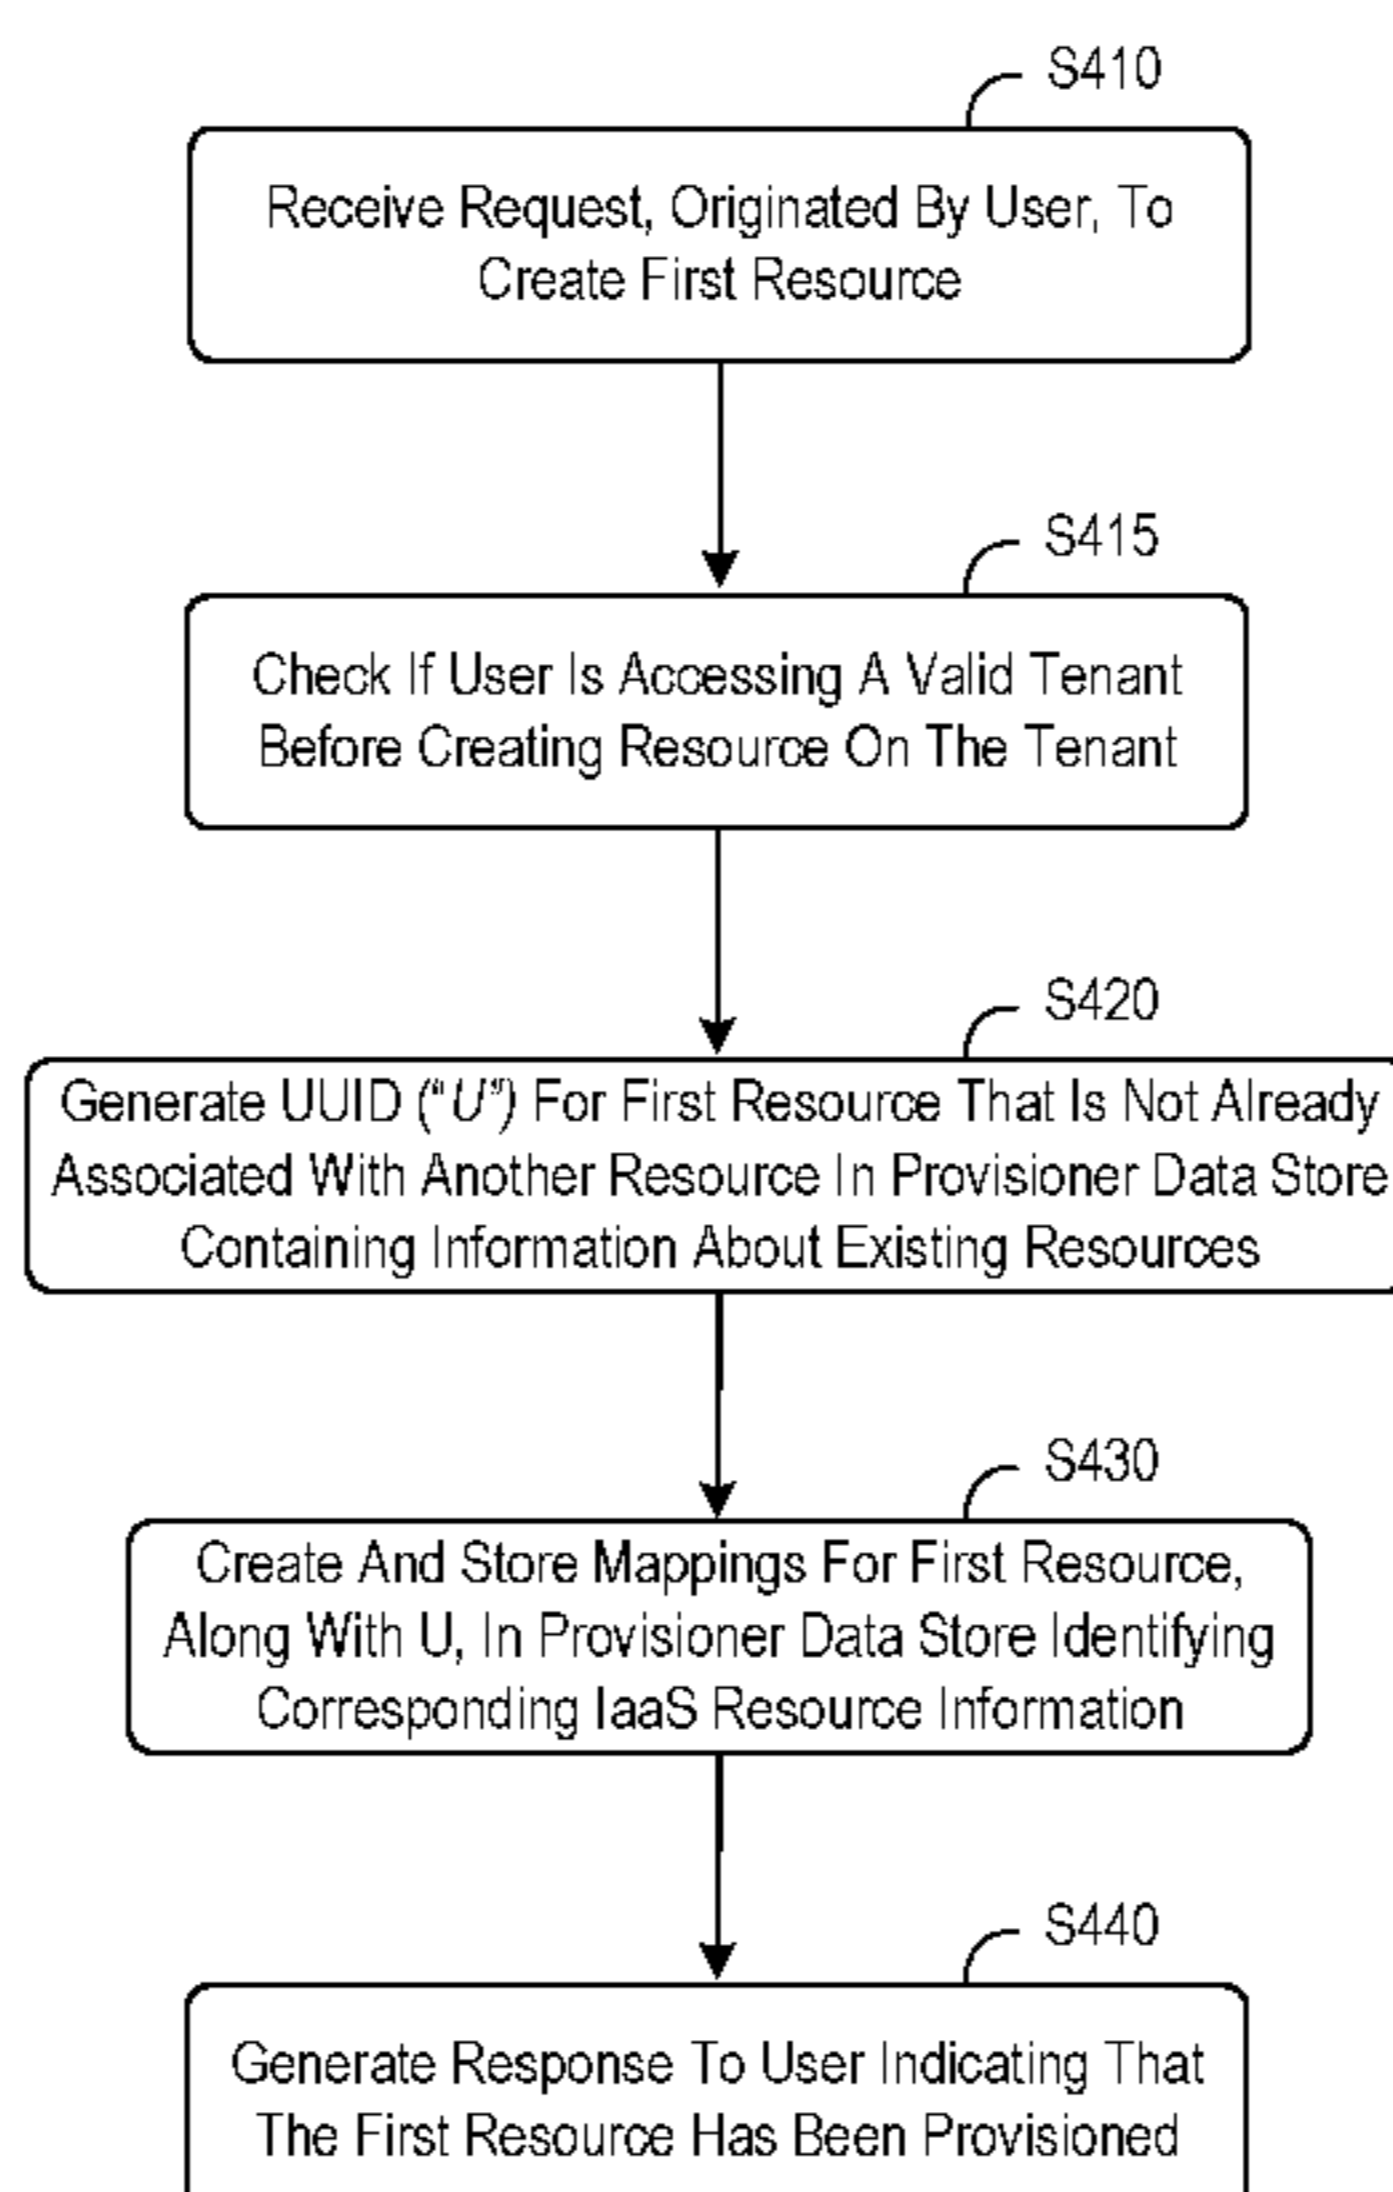 S410
Receive Request, Originated By User, To
Create First Resource
S415
Check If User Is Accessing A Valid Tenant
Before Creating Resource On The Tenant
S420
Generate UUID (“U”) For First Resource That Is Not Already
Associated With Another Resource In Provisioner Data Store
Containing Information About Existing Resources
S430
Create And Store Mappings For First Resource,
Along With U, In Provisioner Data Store Identifying
Corresponding IaaS Resource Information
S440
Generate Response To User Indicating That
The First Resource Has Been Provisioned